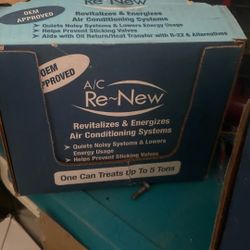 OEM
APPROVED
Re-New
Revitalizes & Energizes
Air Conditioning Systems
Quiets Noisy Systems & Lowers Energy Usage
Helps Prevent Sticking Valves
Aids with Oil Return/Heat Transfer with R-22 & Alternatives
OEM
APPROVED
A/C
Re-New
Revitalizes & Energizes
Air Conditioning Systems
Quiets Noisy Systems & Lowers
Energy Usage
Helps Prevent Sticking Valves
One Can Treats Up To 5 Tons